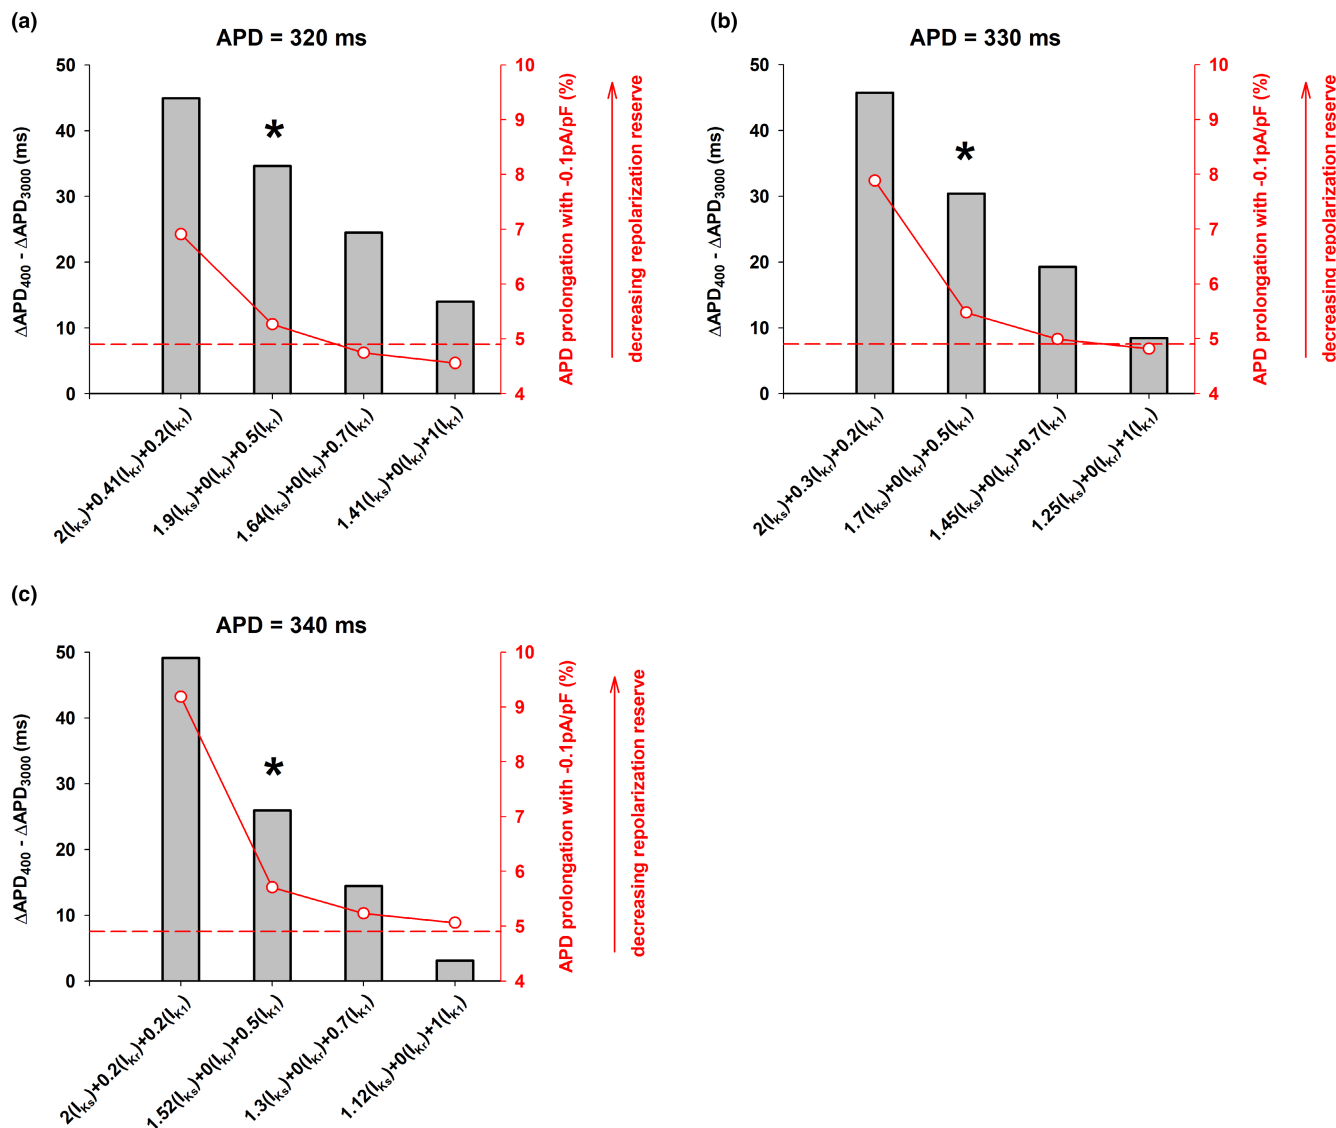 (a)
APD = 320 ms
50
40
30
20
10
0
ΔAPD400 - ΔAPD3000 (ms)
*
10
9
8
7
6
5
4
APD prolongation with -0.1pA/pF (%)
decreasing repolarization reserve
2(IKs)+0.41(IKr)+0.2(IK1)
1.9(IKs)+0(IKr)+0.5(IK1)
1.64(IKs)+0(IKr)+0.7(IK1)
1.41(IKs)+0(IKr)+1(IK1)
(b)
APD = 330 ms
50
40
30
20
10
0
ΔAPD400 - ΔAPD3000 (ms)
*
10
9
8
7
6
5
4
APD prolongation with -0.1pA/pF (%)
decreasing repolarization reserve
2(IKs)+0.3(IKr)+0.2(IK1)
1.7(IKs)+0(IKr)+0.5(IK1)
1.45(IKs)+0(IKr)+0.7(IK1)
1.25(IKs)+0(IKr)+1(IK1)
(c)
APD = 340 ms
50
40
30
20
10
0
ΔAPD400 - ΔAPD3000 (ms)
*
10
9
8
7
6
5
4
APD prolongation with -0.1pA/pF (%)
decreasing repolarization reserve
2(IKs)+0.2(IKr)+0.2(IK1)
1.52(IKs)+0(IKr)+0.5(IK1)
1.3(IKs)+0(IKr)+0.7(IK1)
1.12(IKs)+0(IKr)+1(IK1)